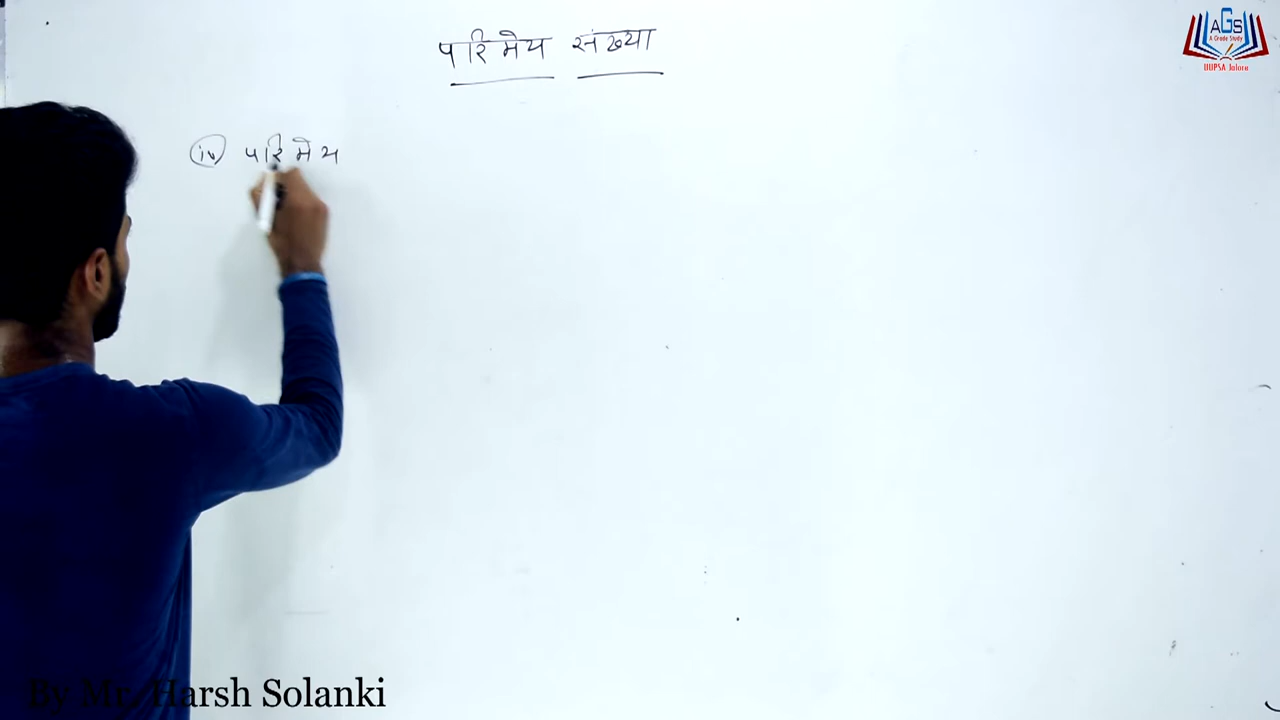 परिमेय संख्या
AGS
A Grade Study
(iv) परिमेय
By Mr. Harsh Solanki